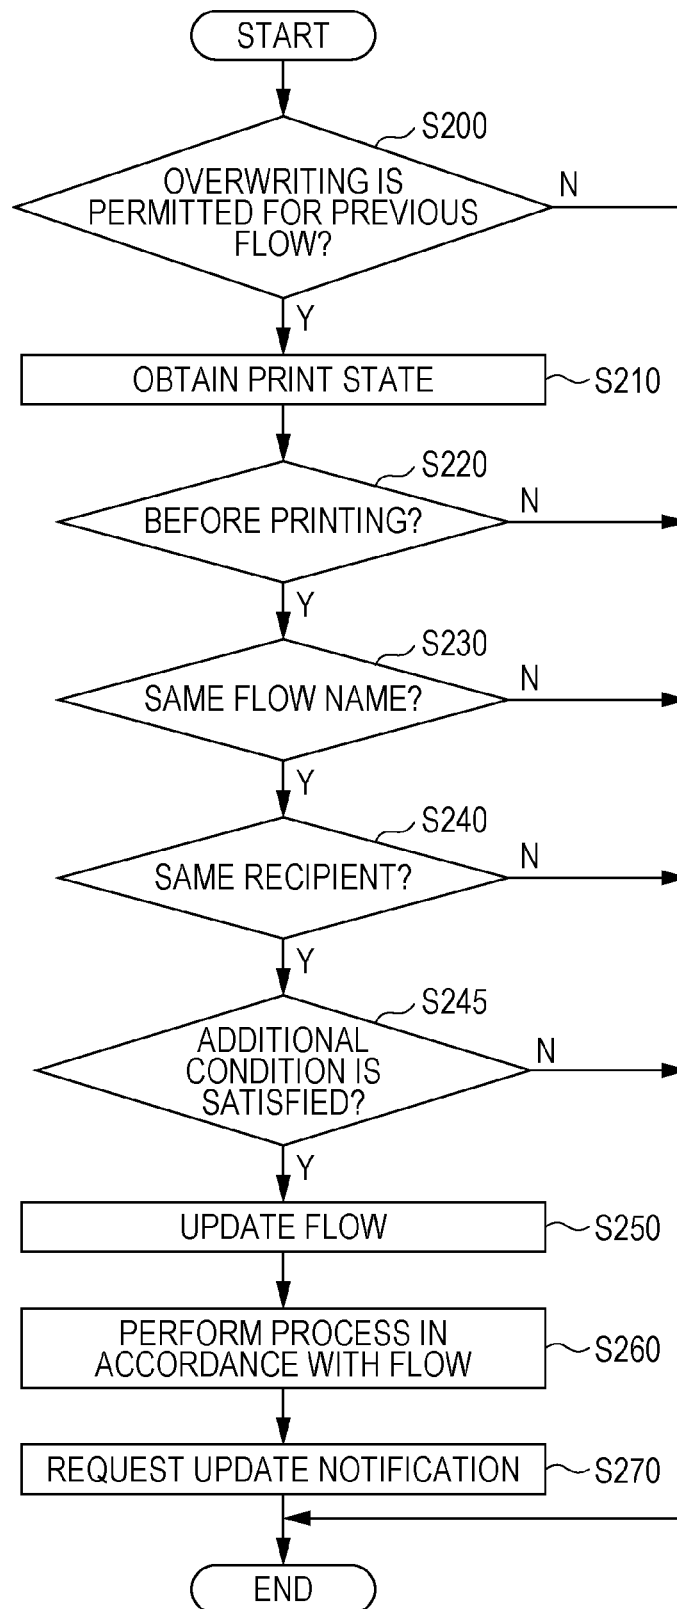 START
S200
OVERWRITING IS
PERMITTED FOR PREVIOUS
FLOW?
N
Y
OBTAIN PRINT STATE
S210
S220
BEFORE PRINTING?
N
Y
S230
SAME FLOW NAME?
N
Y
S240
SAME RECIPIENT?
N
Y
S245
ADDITIONAL
CONDITION IS
SATISFIED?
N
Y
UPDATE FLOW
S250
PERFORM PROCESS IN
ACCORDANCE WITH FLOW
S260
REQUEST UPDATE NOTIFICATION
S270
END